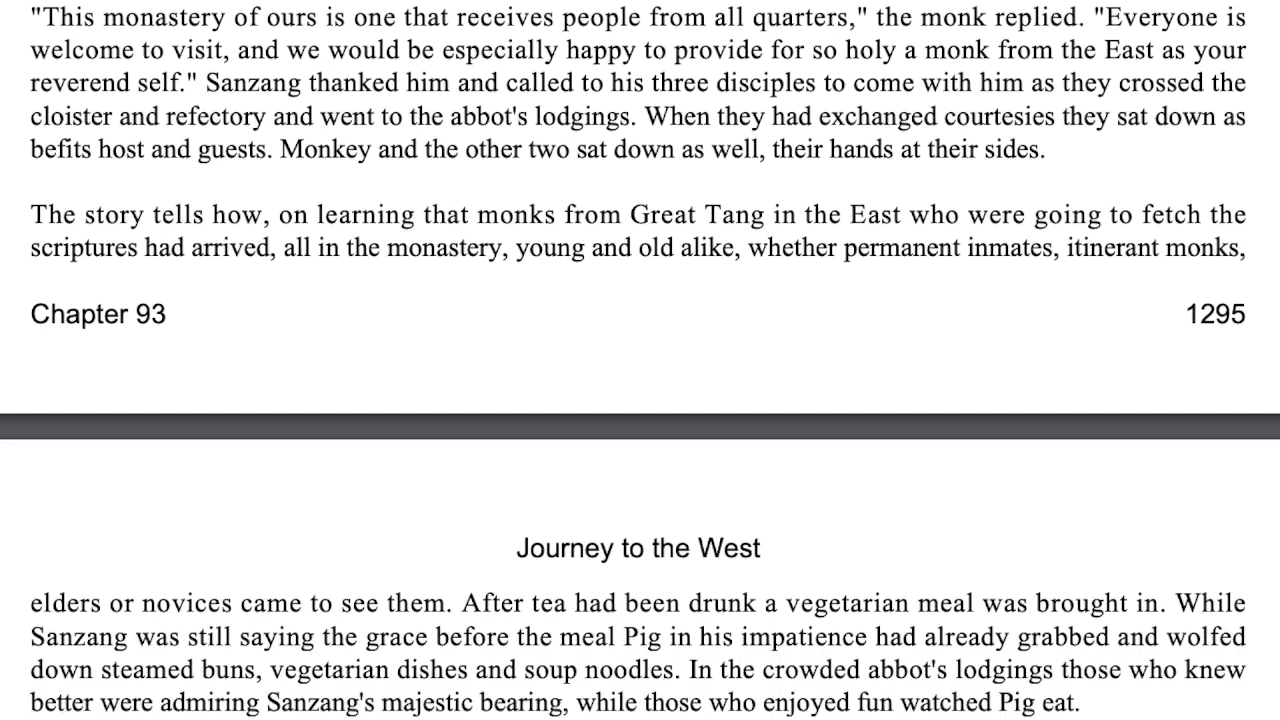 "This monastery of ours is one that receives people from all quarters," the monk replied. "Everyone is
welcome to visit, and we would be especially happy to provide for so holy a monk from the East as your
reverend self." Sanzang thanked him and called to his three disciples to come with him as they crossed the
cloister and refectory and went to the abbot's lodgings. When they had exchanged courtesies they sat down as
befits host and guests. Monkey and the other two sat down as well, their hands at their sides.
The story tells how, on learning that monks from Great Tang in the East who were going to fetch the
scriptures had arrived, all in the monastery, young and old alike, whether permanent inmates, itinerant monks,
Chapter 93 1295
Journey to the West
elders or novices came to see them. After tea had been drunk a vegetarian meal was brought in. While
Sanzang was still saying the grace before the meal Pig in his impatience had already grabbed and wolfed
down steamed buns, vegetarian dishes and soup noodles. In the crowded abbot's lodgings those who knew
better were admiring Sanzang's majestic bearing, while those who enjoyed fun watched Pig eat.